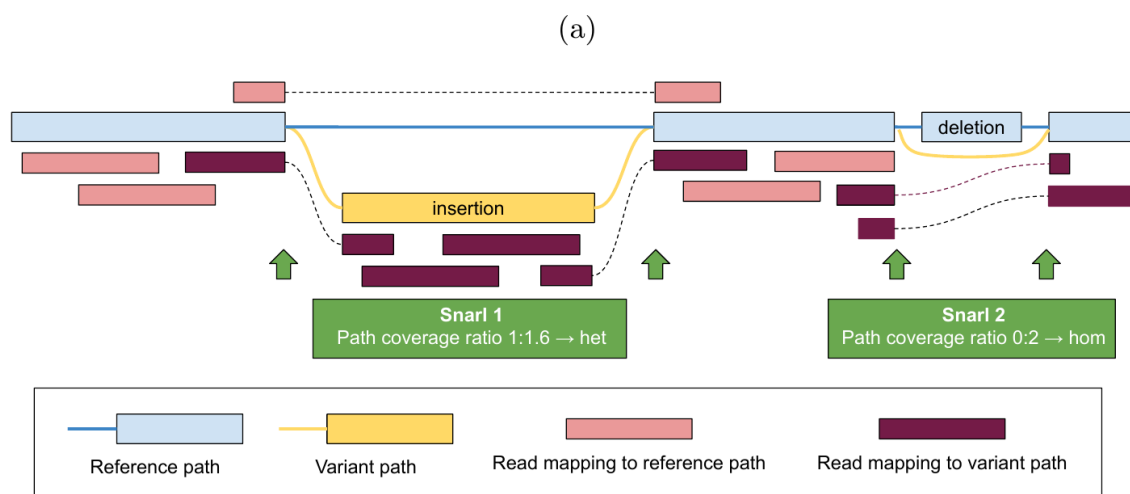 (a)
deletion
insertion
Snarl 1
Path coverage ratio 1:1.6 → het
Snarl 2
Path coverage ratio 0:2 → hom
Reference path
Variant path
Read mapping to reference path
Read mapping to variant path